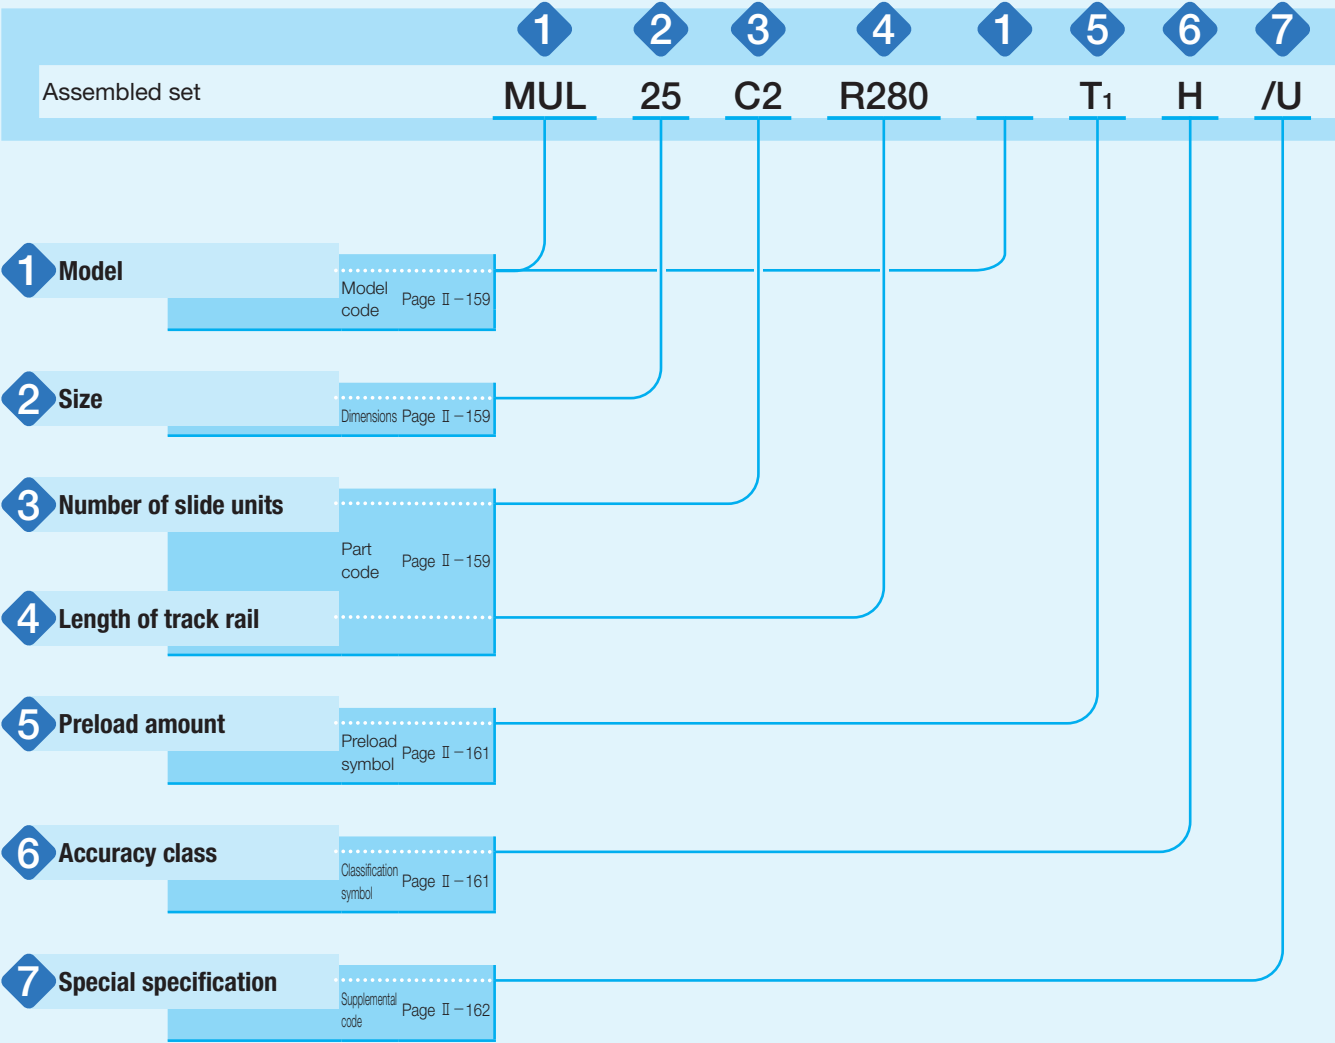 1 2 3 4 1 5 6 7
Assembled set MUL 25 C2 R280 T1 H /U
1 Model
Model code Page Ⅱ-159
2 Size
Dimensions Page Ⅱ-159
3 Number of slide units
Part code Page Ⅱ-159
4 Length of track rail
5 Preload amount
Preload symbol Page Ⅱ-161
6 Accuracy class
Classification symbol Page Ⅱ-161
7 Special specification
Supplemental code Page Ⅱ-162